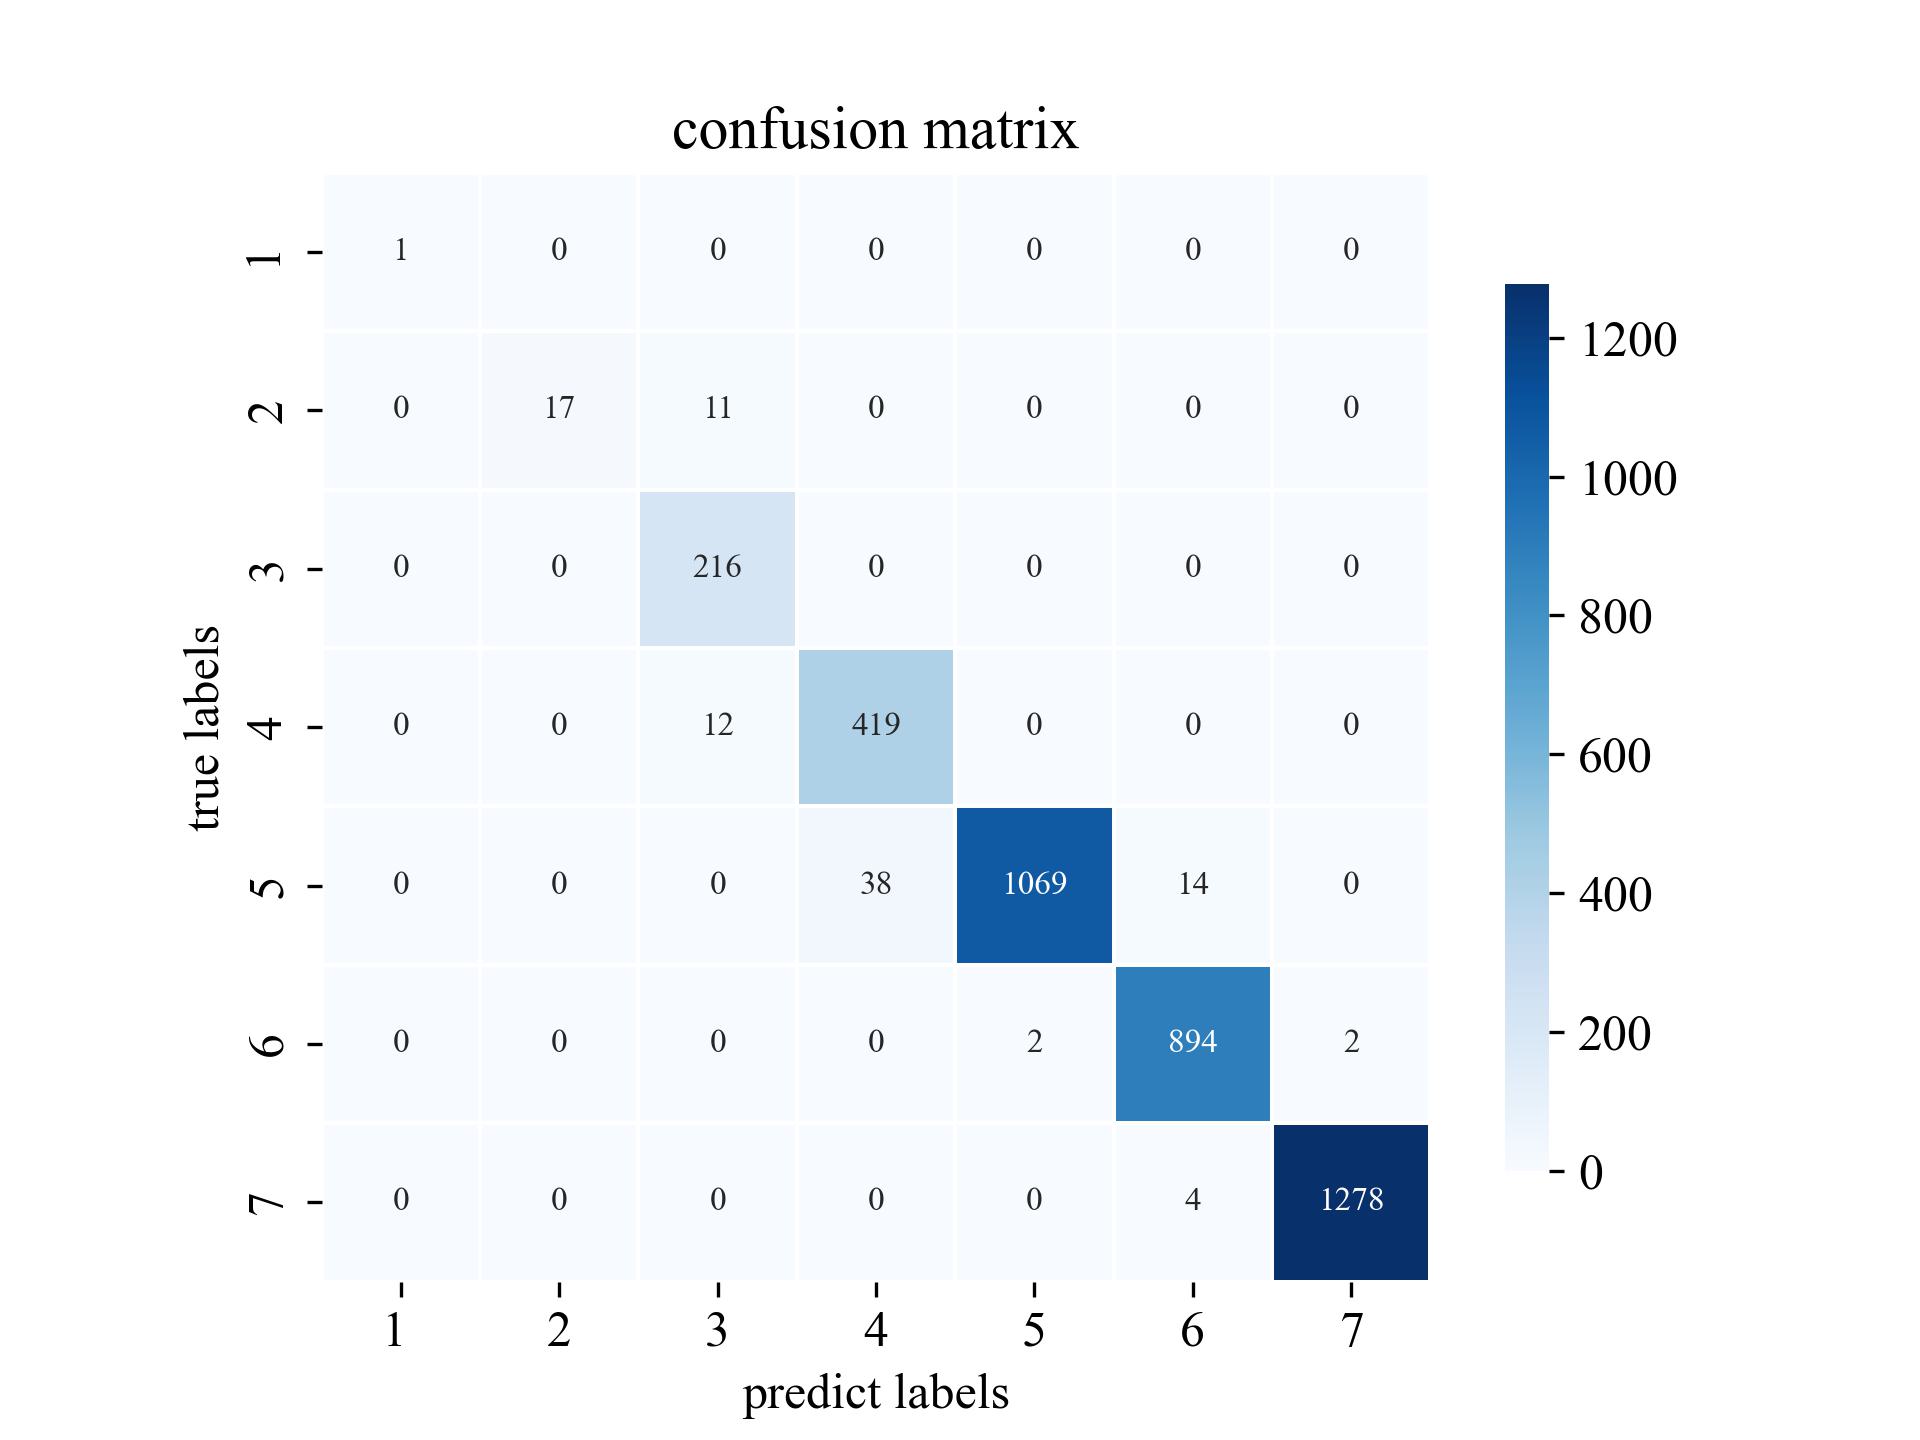 confusion matrix
1 1 0 0 0 0 0 0
2 0 17 11 0 0 0 0
3 0 0 216 0 0 0 0
4 0 0 12 419 0 0 0
5 0 0 0 38 1069 14 0
6 0 0 0 0 2 894 2
7 0 0 0 0 0 4 1278
1 2 3 4 5 6 7
predict labels
true labels
1200
1000
800
600
400
200
0